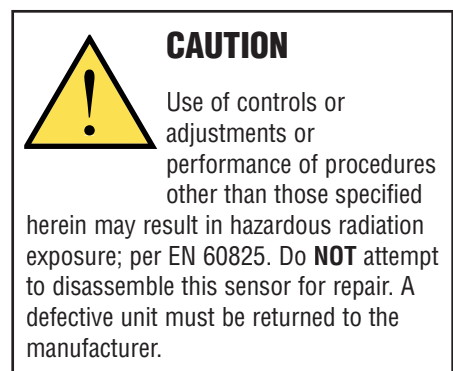 CAUTION
Use of controls or
adjustments or
performance of procedures
other than those specified
herein may result in hazardous radiation
exposure; per EN 60825. Do NOT attempt
to disassemble this sensor for repair. A
defective unit must be returned to the
manufacturer.